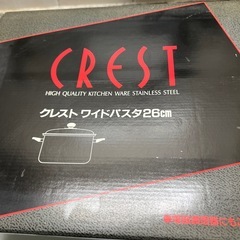 CREST
HIGH QUALITY KITCHEN WARE STAINLESS STEEL
クレスト ワイドパスタ26cm